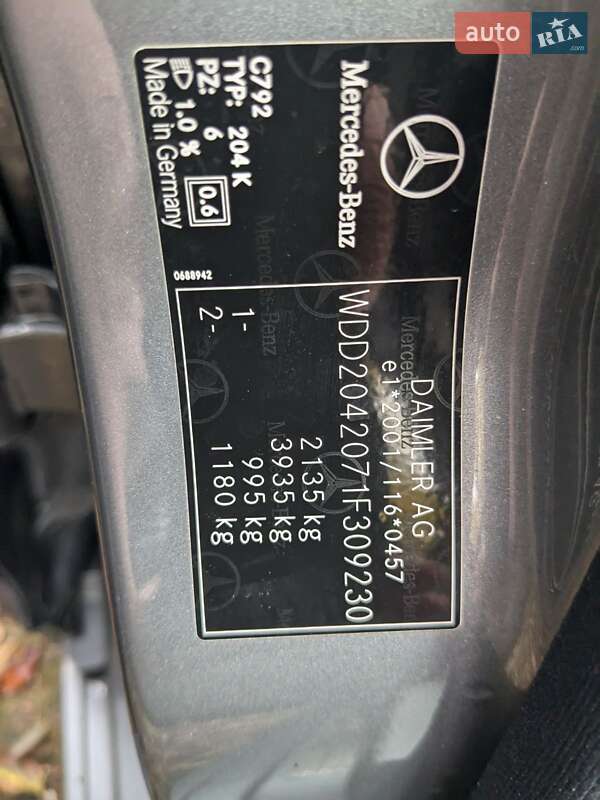 auto RIA.com
Mercedes-Benz
C792
TYP: 204 K
PZ: 6 0.6
1.0 %
Made in Germany
0688942
DAIMLER AG
e1*2001/116*0457
WDD2042071F309230
2135 kg
3935 kg
1- 995 kg
2- 1180 kg